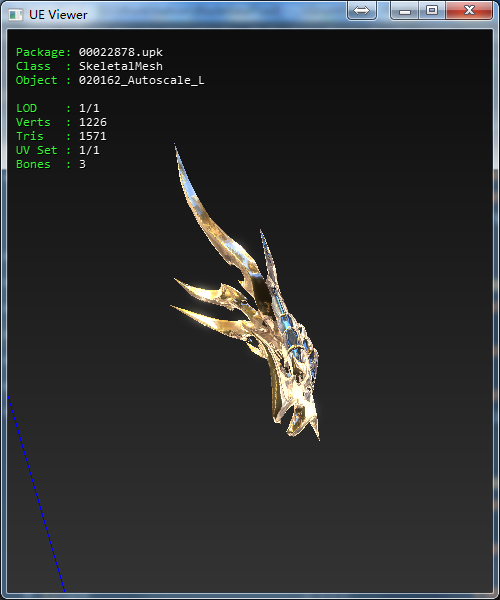 UE Viewer
Package: 00022878.upk
Class : SkeletalMesh
Object : 020162_Autoscale_L
LOD : 1/1
Verts : 1226
Tris : 1571
UV Set : 1/1
Bones : 3